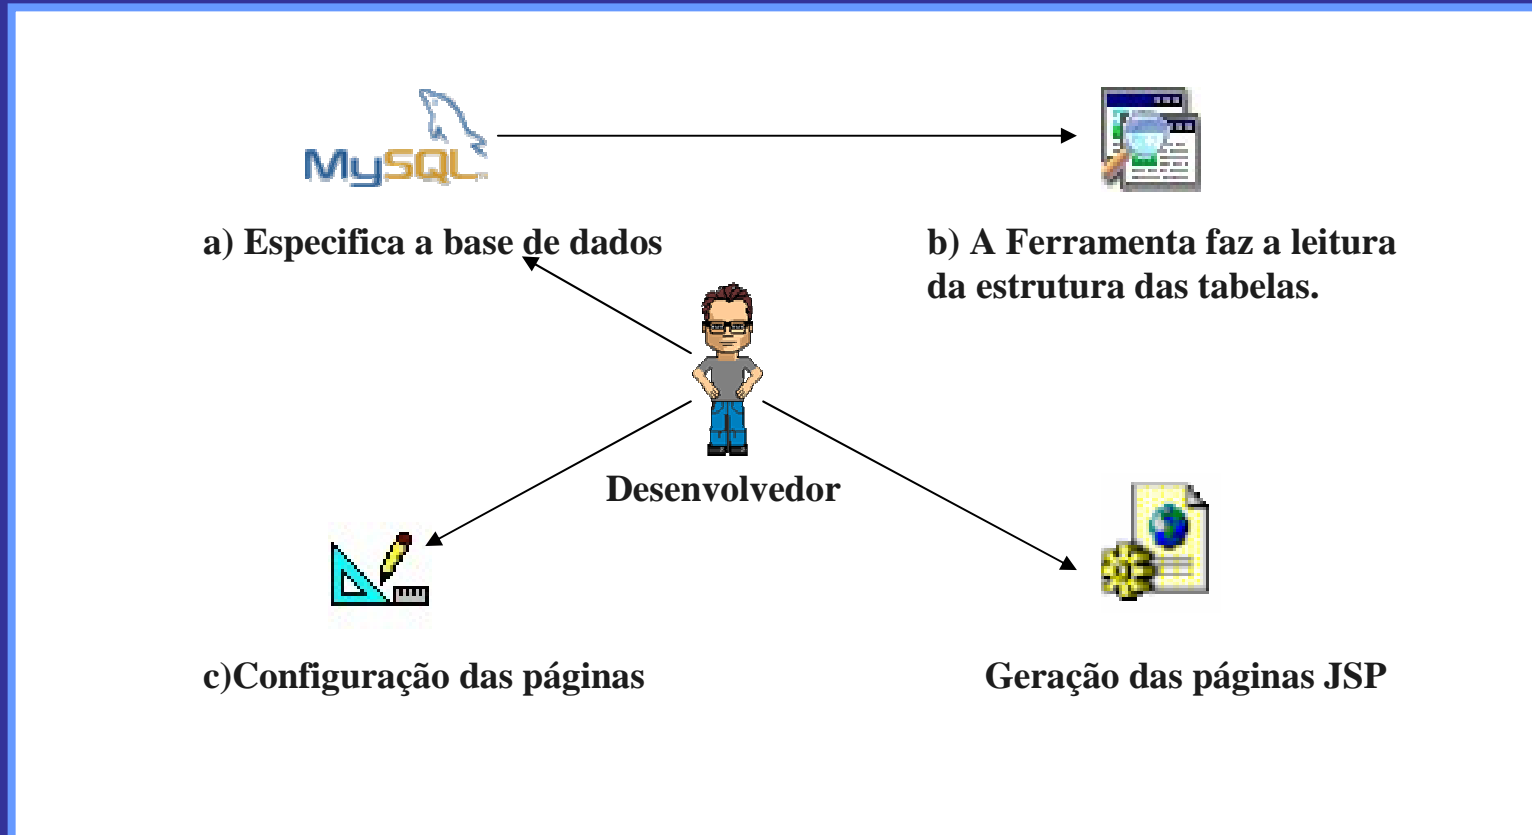 MySQL
a) Especifica a base de dados
b) A Ferramenta faz a leitura
da estrutura das tabelas.
Desenvolvedor
c)Configuração das páginas
Geração das páginas JSP